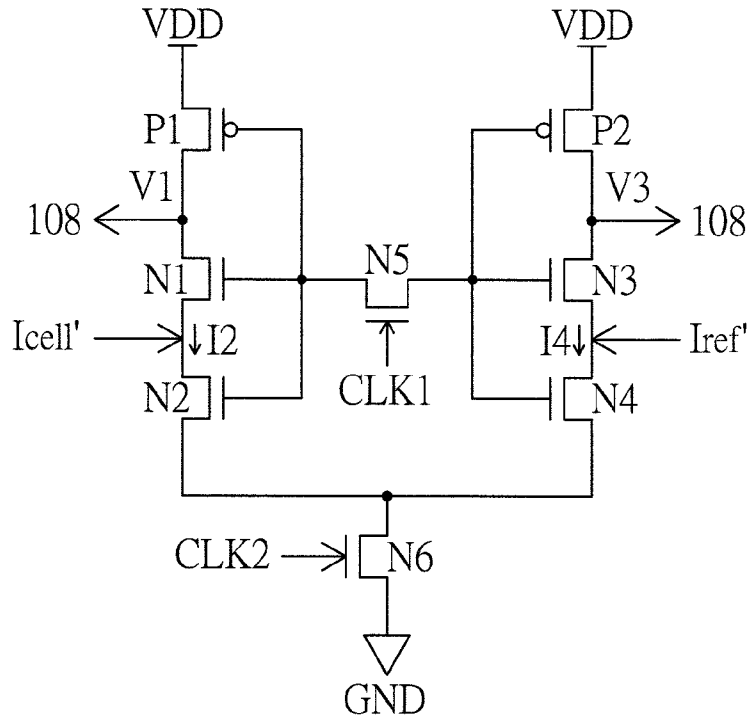 VDD VDD
P1 P2
V1 V3
108 108
N1 N5 N3
Icell' I2 I4 Iref'
N2 CLK1 N4
CLK2 N6
GND